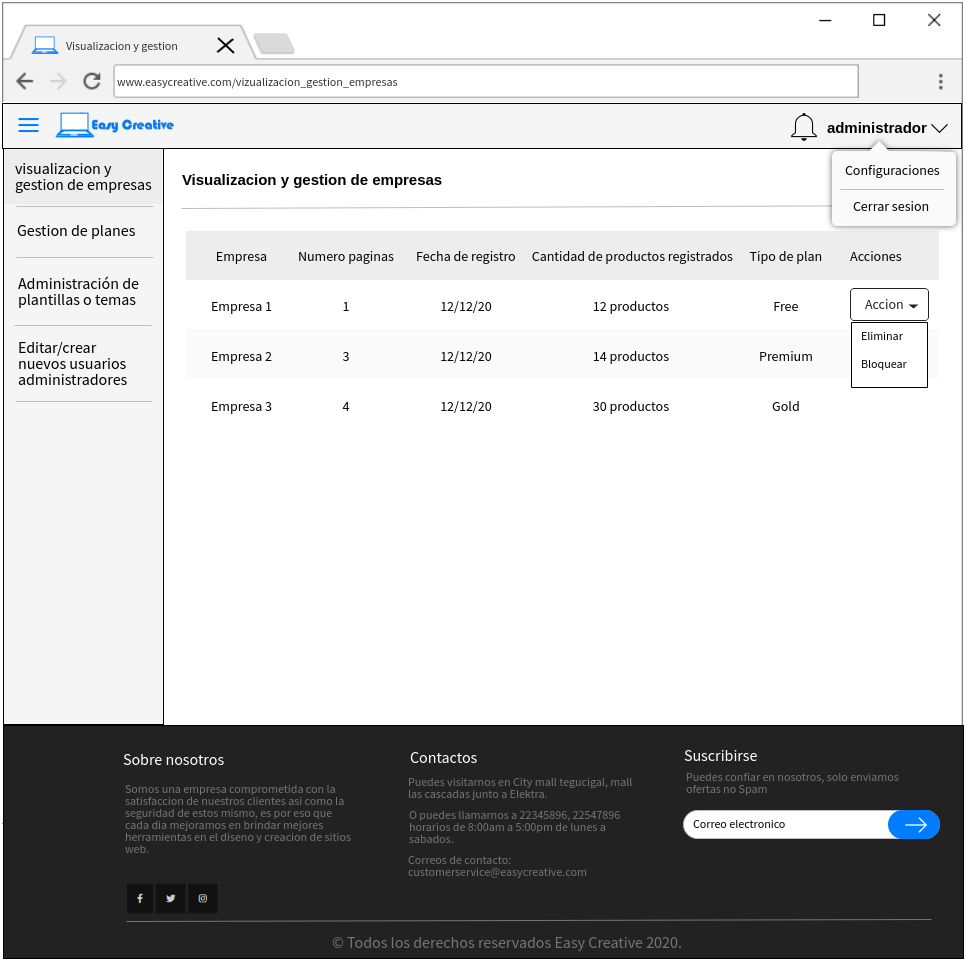 Visualizacion y gestion
www.easycreative.com/vizualizacion_gestion_empresas
Easy Creative
administrador
Configuraciones
Cerrar sesion
visualizacion y
gestion de empresas
Gestion de planes
Administración de
plantillas o temas
Editar/crear
nuevos usuarios
administradores
Visualizacion y gestion de empresas
Empresa Numero paginas Fecha de registro Cantidad de productos registrados Tipo de plan Acciones
Empresa 1 1 12/12/20 12 productos Free Accion
Eliminar
Bloquear
Empresa 2 3 12/12/20 14 productos Premium
Empresa 3 4 12/12/20 30 productos Gold
Sobre nosotros
Somos una empresa comprometida con la
satisfaccion de nuestros clientes asi como la
seguridad de estos mismo, es por eso que
cada dia mejoramos en brindar mejores
herramientas en el diseno y creacion de sitios
web.
Contactos
Puedes visitarnos en City mall tegucigal, mall
las cascadas junto a Elektra.
O puedes llamarnos a 22345896, 22547896
horarios de 8:00am a 5:00pm de lunes a
sabados.
Correos de contacto:
customerservice@easycreative.com
Suscribirse
Puedes confiar en nosotros, solo enviamos
ofertas no Spam
Correo electronico
© Todos los derechos reservados Easy Creative 2020.